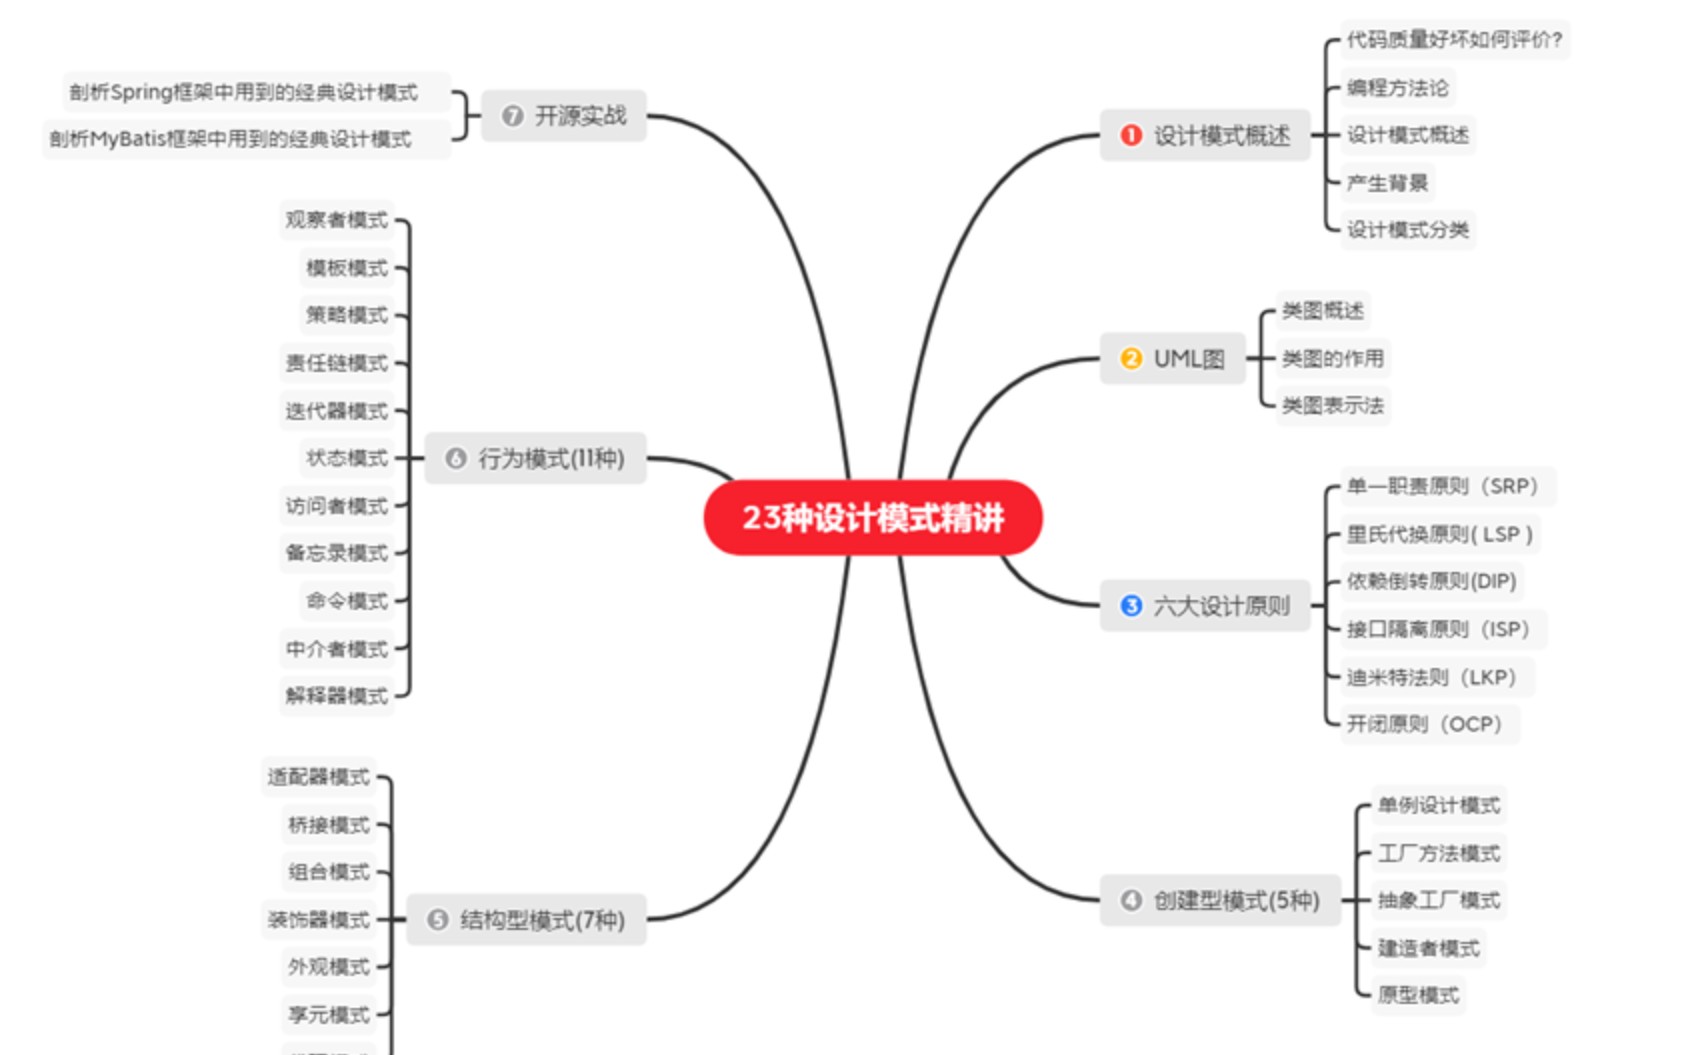 23种设计模式精讲
1 设计模式概述
代码质量好坏如何评价?
编程方法论
设计模式概述
产生背景
设计模式分类
2 UML图
类图概述
类图的作用
类图表示法
3 六大设计原则
单一职责原则（SRP）
里氏代换原则( LSP )
依赖倒转原则(DIP)
接口隔离原则（ISP）
迪米特法则（LKP）
开闭原则（OCP）
4 创建型模式(5种)
单例设计模式
工厂方法模式
抽象工厂模式
建造者模式
原型模式
5 结构型模式(7种)
适配器模式
桥接模式
组合模式
装饰器模式
外观模式
享元模式
6 行为模式(11种)
观察者模式
模板模式
策略模式
责任链模式
迭代器模式
状态模式
访问者模式
备忘录模式
命令模式
中介者模式
解释器模式
7 开源实战
剖析Spring框架中用到的经典设计模式
剖析MyBatis框架中用到的经典设计模式